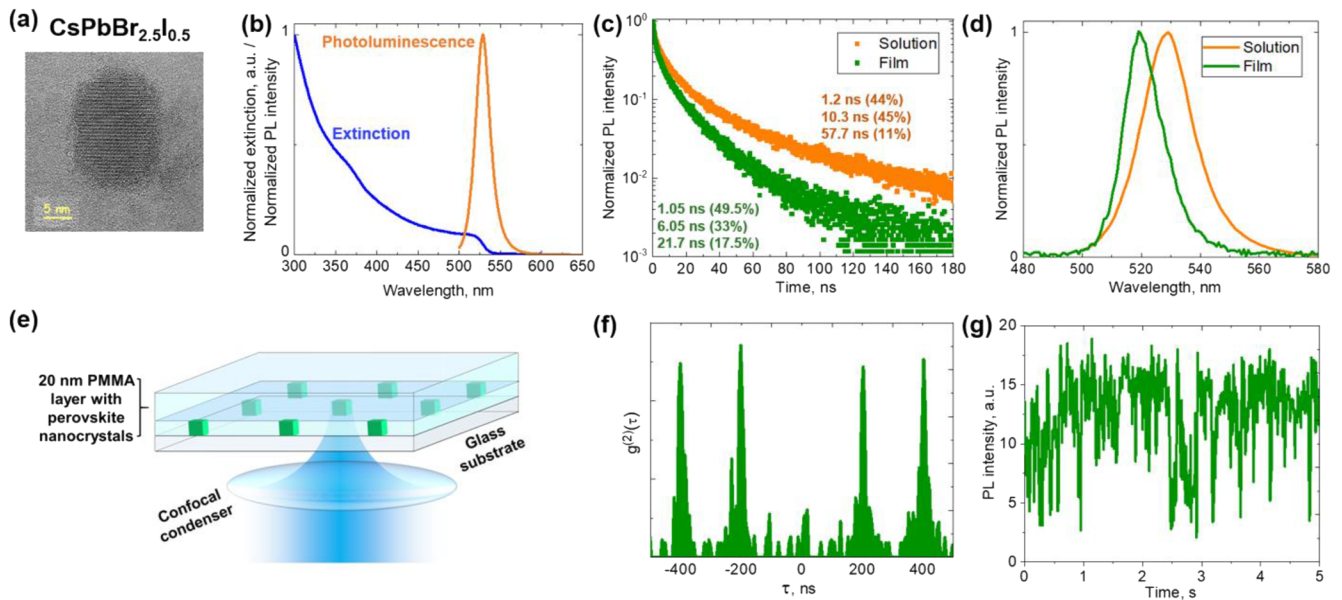 (a)
CsPbBr2.5I0.5
5 nm
(b)
Normalized extinction, a.u. /
Normalized PL intensity
1
0
Photoluminescence
Extinction
300 350 400 450 500 550 600 650
Wavelength, nm
(c)
Normalized PL intensity
10^0
10^-1
10^-2
10^-3
Solution
Film
1.2 ns (44%)
10.3 ns (45%)
57.7 ns (11%)
1.05 ns (49.5%)
6.05 ns (33%)
21.7 ns (17.5%)
0 20 40 60 80 100 120 140 160 180
Time, ns
(d)
Normalized PL intensity
1
0
Solution
Film
480 500 520 540 560 580
Wavelength, nm
(e)
20 nm PMMA
layer with
perovskite
nanocrystals
Glass
substrate
Confocal
condenser
(f)
g(2)(τ)
-400 -200 0 200 400
τ, ns
(g)
PL intensity, a.u.
20
15
10
5
0
0 1 2 3 4 5
Time, s